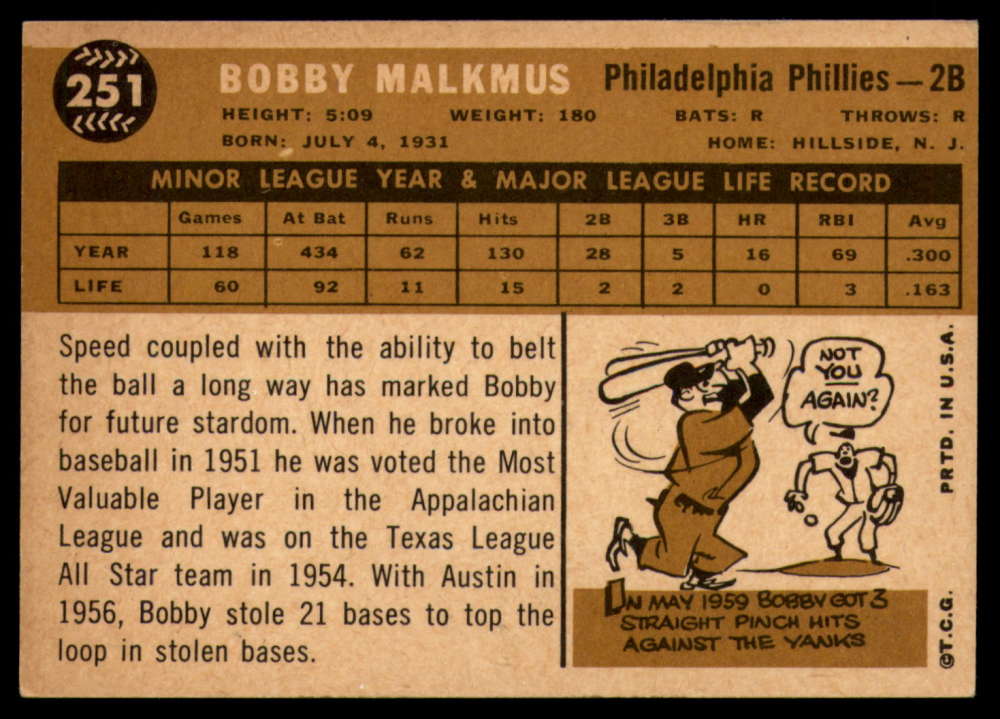 251
BOBBY MALKMUS Philadelphia Phillies — 2B
HEIGHT: 5:09 WEIGHT: 180 BATS: R THROWS: R
BORN: JULY 4, 1931 HOME: HILLSIDE, N. J.
MINOR LEAGUE YEAR & MAJOR LEAGUE LIFE RECORD
Games At Bat Runs Hits 2B 3B HR RBI Avg
YEAR 118 434 62 130 28 5 16 69 .300
LIFE 60 92 11 15 2 2 0 3 .163
Speed coupled with the ability to belt
the ball a long way has marked Bobby
for future stardom. When he broke into
baseball in 1951 he was voted the Most
Valuable Player in the Appalachian
League and was on the Texas League
All Star team in 1954. With Austin in
1956, Bobby stole 21 bases to top the
loop in stolen bases.
NOT
YOU
AGAIN?
ON MAY 1959 BOBBY GOT 3
STRAIGHT PINCH HITS
AGAINST THE YANKS
©T.C.G. PRTD. IN U.S.A.